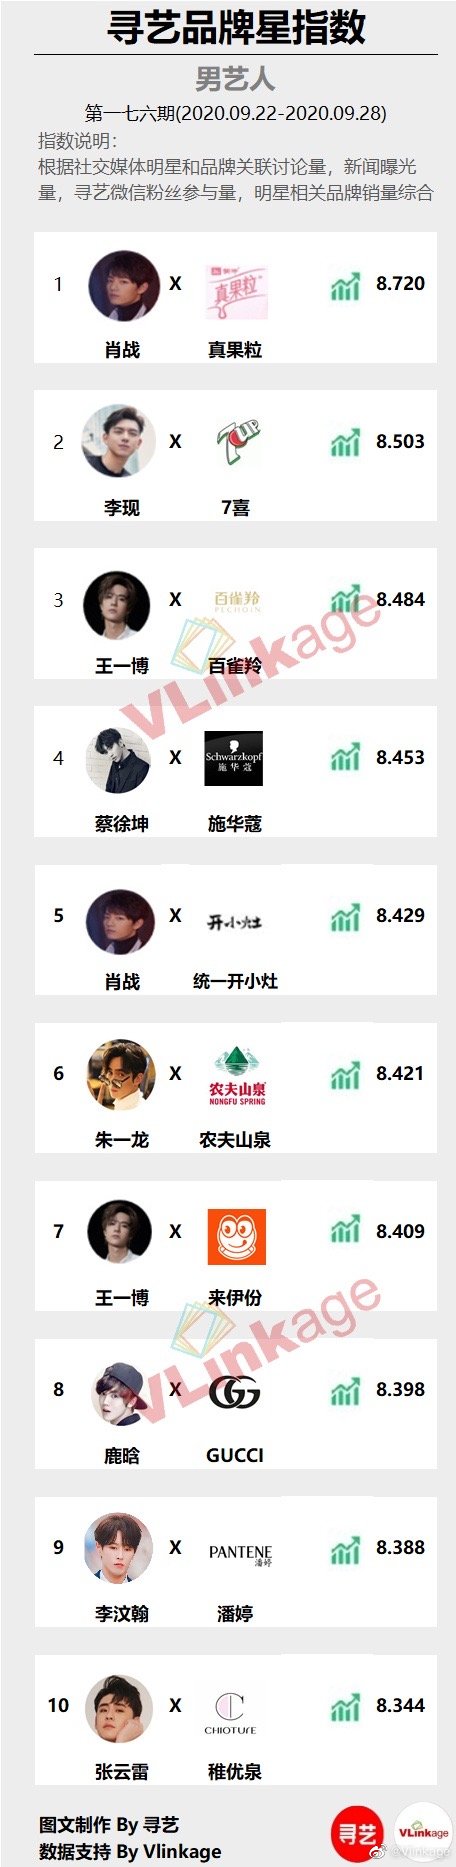 寻艺品牌星指数
男艺人
第一七六期(2020.09.22-2020.09.28)
指数说明：
根据社交媒体明星和品牌关联讨论量，新闻曝光
量，寻艺微信粉丝参与量，明星相关品牌销量综合
1 X 真果粒 8.720
肖战 真果粒
2 X 7UP 8.503
李现 7喜
3 X 百雀羚 PECHOIN 8.484
王一博 百雀羚
VLinkage
4 X Schwarzkopf 施华蔻 8.453
蔡徐坤 施华蔻
5 X 开小灶 8.429
肖战 统一开小灶
6 X 农夫山泉 NONGFU SPRING 8.421
朱一龙 农夫山泉
7 X 8.409
王一博 来伊份
VLinkage
8 X 8.398
鹿晗 GUCCI
9 X PANTENE 潘婷 8.388
李汶翰 潘婷
10 X CHIOTURE 8.344
张云雷 稚优泉
图文制作 By 寻艺
数据支持 By Vlinkage
寻艺 VLinkage
@Vlinkage